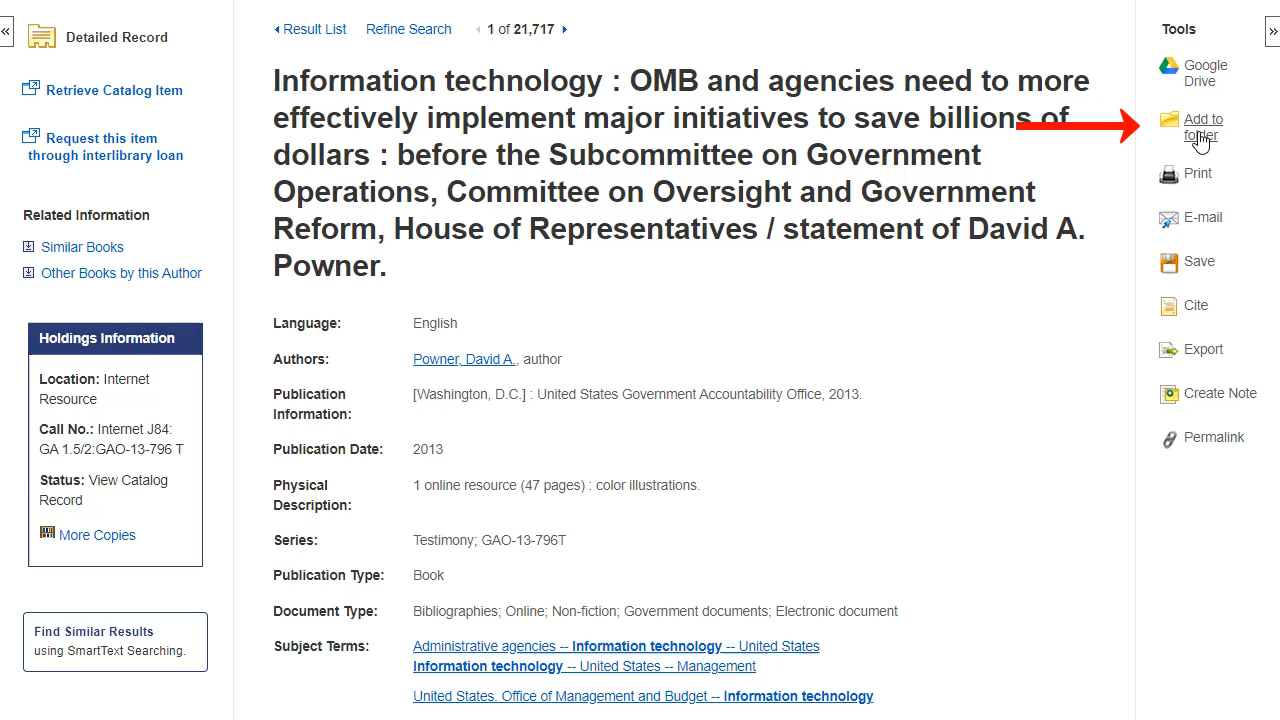 «
Detailed Record
Retrieve Catalog Item
Request this item
through interlibrary loan
Related Information
Similar Books
Other Books by this Author
Holdings Information
Location: Internet
Resource
Call No.: Internet J84:
GA 1.5/2:GAO-13-796 T
Status: View Catalog
Record
More Copies
Find Similar Results
using SmartText Searching.
Result List Refine Search 1 of 21,717
Information technology : OMB and agencies need to more
effectively implement major initiatives to save billions of
dollars : before the Subcommittee on Government
Operations, Committee on Oversight and Government
Reform, House of Representatives / statement of David A.
Powner.
Language: English
Authors: Powner, David A., author
Publication [Washington, D.C.] : United States Government Accountability Office, 2013.
Information:
Publication Date: 2013
Physical 1 online resource (47 pages) : color illustrations.
Description:
Series: Testimony; GAO-13-796T
Publication Type: Book
Document Type: Bibliographies; Online; Non-fiction; Government documents; Electronic document
Subject Terms: Administrative agencies -- Information technology -- United States
Information technology -- United States -- Management
United States. Office of Management and Budget -- Information technology
Tools
»
Google
Drive
Add to
folder
Print
E-mail
Save
Cite
Export
Create Note
Permalink